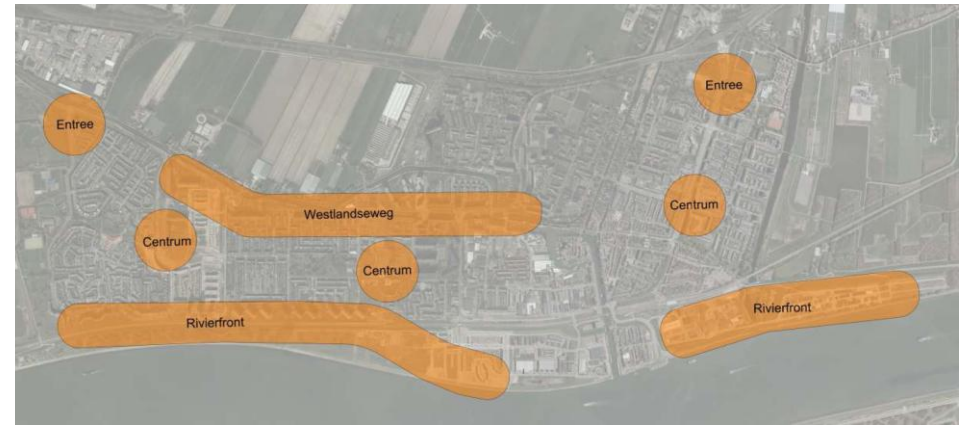 Entree
Entree
Westlandseweg
Centrum
Centrum
Centrum
Rivierfront
Rivierfront